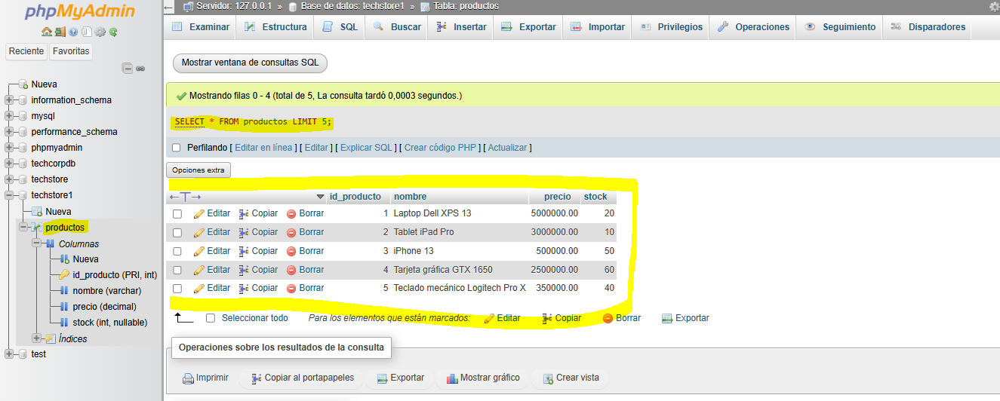 phpMyAdmin
Reciente Favoritas
Nueva
information_schema
mysql
performance_schema
phpmyadmin
techcorpdb
techstore
techstore1
Nueva
productos
Columnas
Nueva
id_producto (PRI, int)
nombre (varchar)
precio (decimal)
stock (int, nullable)
Índices
test
Servidor: 127.0.0.1 » Base de datos: techstore1 » Tabla: productos
Examinar Estructura SQL Buscar Insertar Exportar Importar Privilegios Operaciones Seguimiento Disparadores
Mostrar ventana de consultas SQL
Mostrando filas 0 - 4 (total de 5, La consulta tardó 0,0003 segundos.)
SELECT * FROM productos LIMIT 5;
Perfilando [ Editar en línea ] [ Editar ] [ Explicar SQL ] [ Crear código PHP ] [ Actualizar ]
Opciones extra
←T→ id_producto nombre precio stock
Editar Copiar Borrar 1 Laptop Dell XPS 13 5000000.00 20
Editar Copiar Borrar 2 Tablet iPad Pro 3000000.00 10
Editar Copiar Borrar 3 iPhone 13 500000.00 50
Editar Copiar Borrar 4 Tarjeta gráfica GTX 1650 2500000.00 60
Editar Copiar Borrar 5 Teclado mecánico Logitech Pro X 350000.00 40
Seleccionar todo Para los elementos que están marcados: Editar Copiar Borrar Exportar
Operaciones sobre los resultados de la consulta
Imprimir Copiar al portapapeles Exportar Mostrar gráfico Crear vista